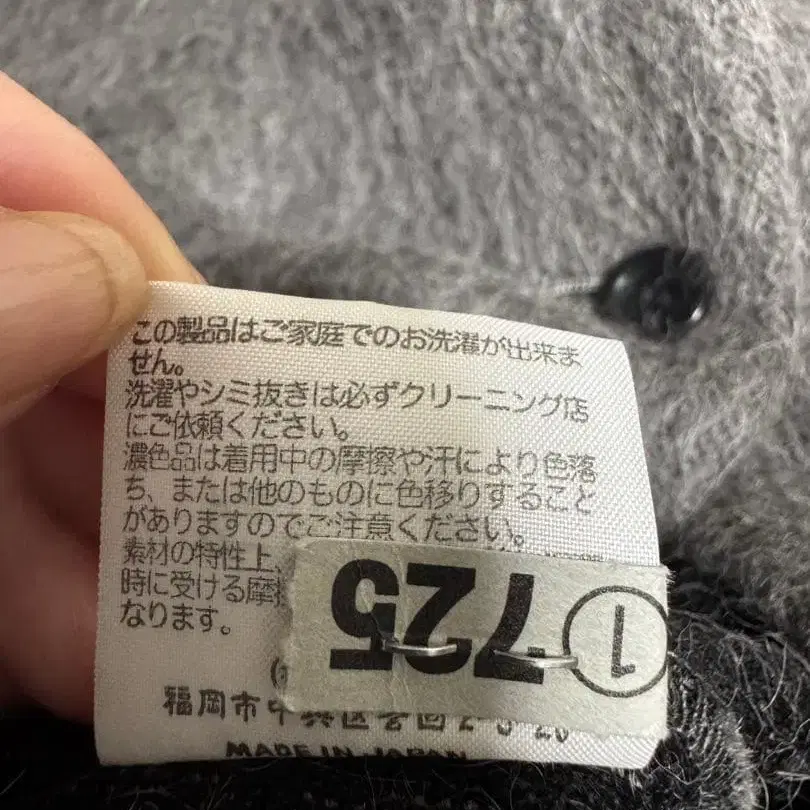 この製品はご家庭でのお洗濯が出来ま
せん。
洗濯やシミ抜きは必ずクリーニング店
にご依頼ください。
濃色品は着用中の摩擦や汗により色落
ち、または他のものに色移りすること
がありますのでご注意ください。
素材の特性上、
時に受ける摩擦
なります。
① 725
福岡市中央区
MADE IN JAPAN